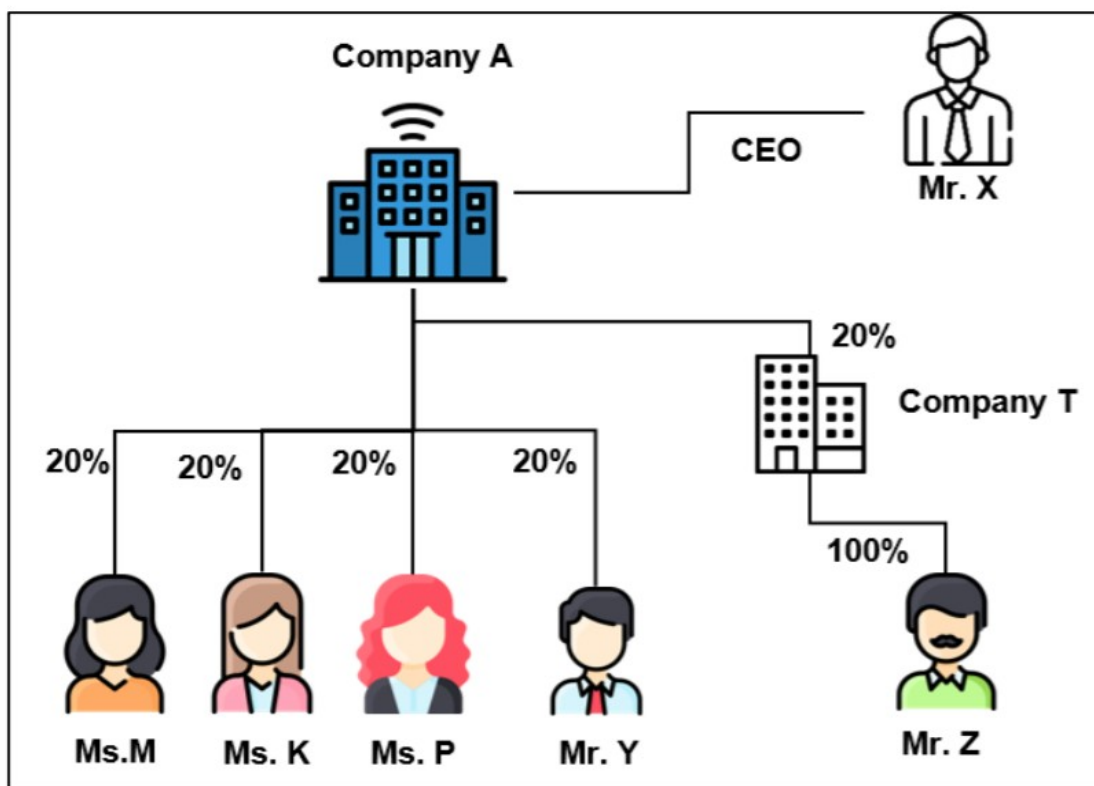 Company A
CEO
Mr. X
20%
Company T
20%
20%
20%
20%
100%
Ms.M
Ms. K
Ms. P
Mr. Y
Mr. Z